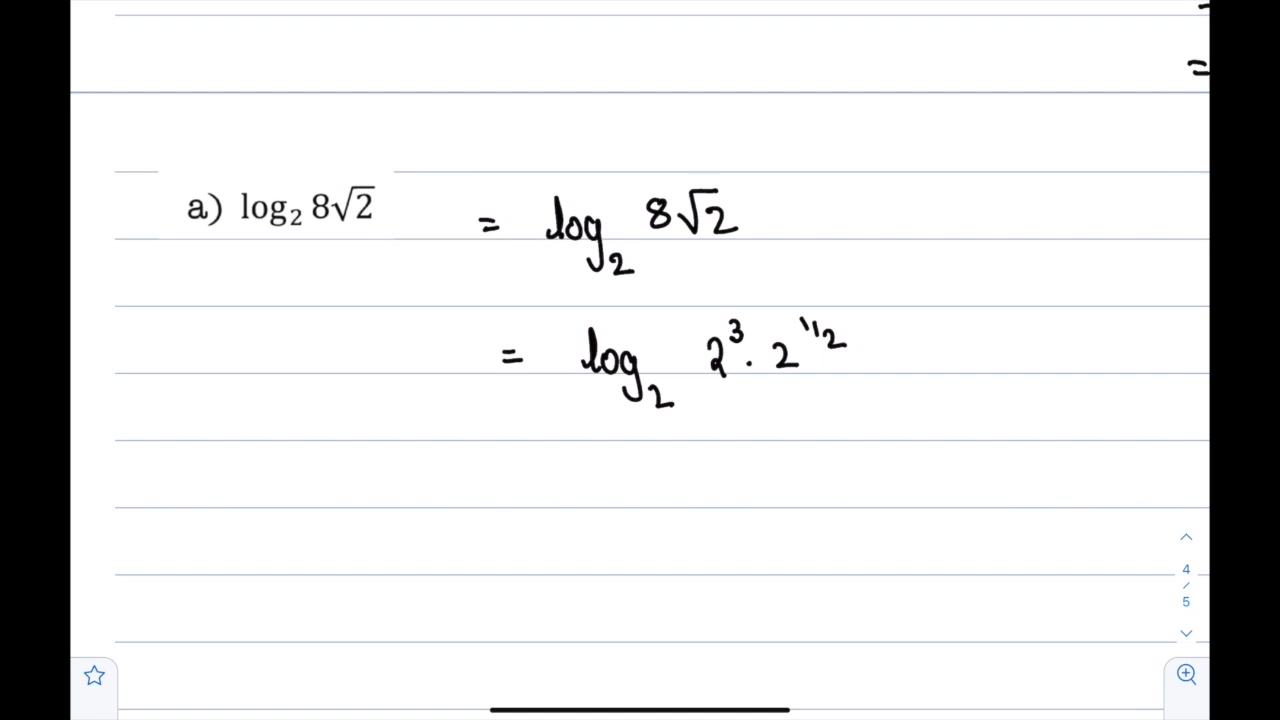 a) log₂ 8√2 = log₂ 8√2
= log₂ 2³ · 2^1/2
4
/
5